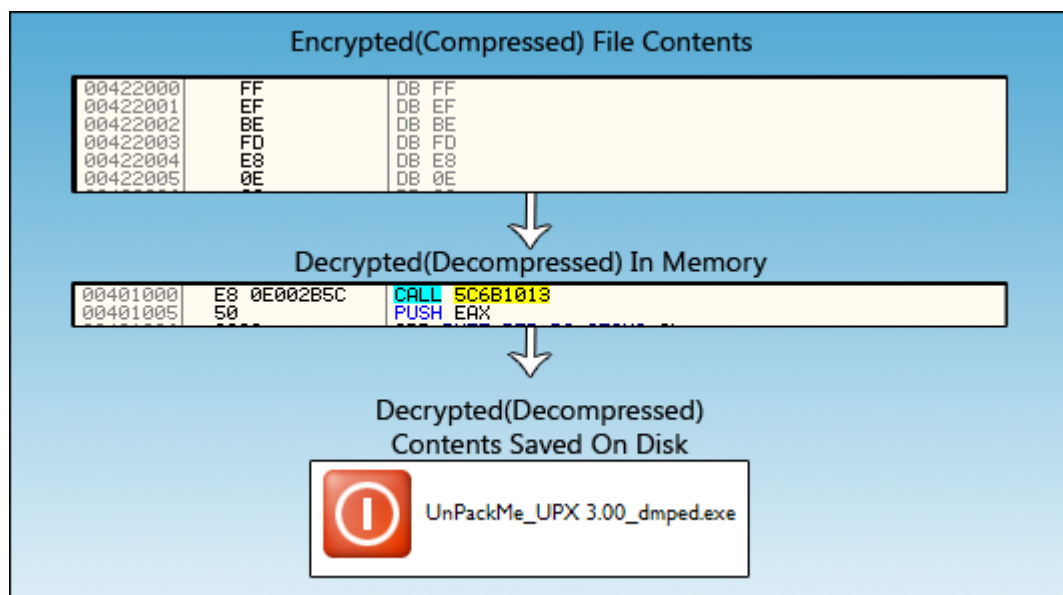 Encrypted(Compressed) File Contents
00422000 FF DB FF
00422001 EF DB EF
00422002 BE DB BE
00422003 FD DB FD
00422004 E8 DB E8
00422005 0E DB 0E
Decrypted(Decompressed) In Memory
00401000 E8 0E002B5C CALL 5C6B1013
00401005 50 PUSH EAX
Decrypted(Decompressed)
Contents Saved On Disk
UnPackMe_UPX 3.00_dmped.exe